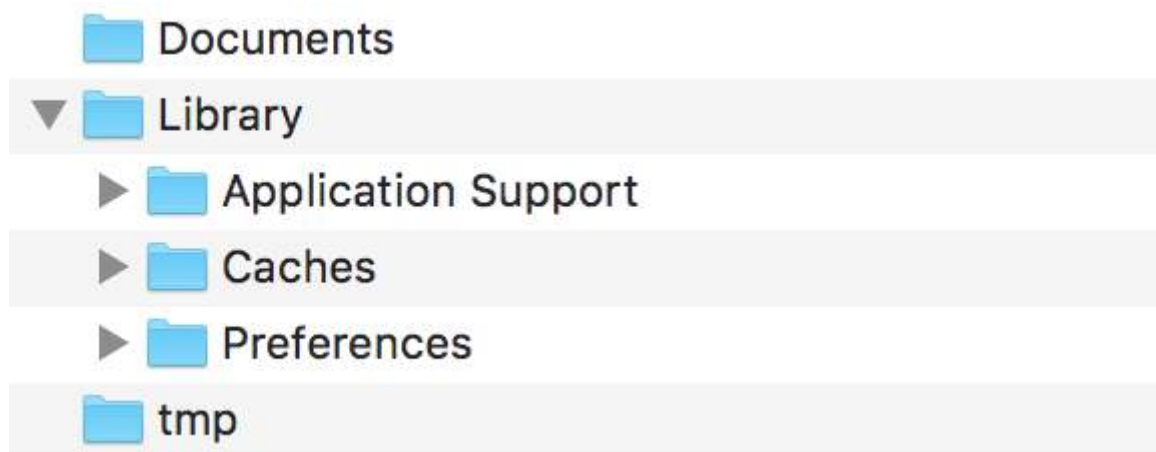 Documents
Library
Application Support
Caches
Preferences
tmp